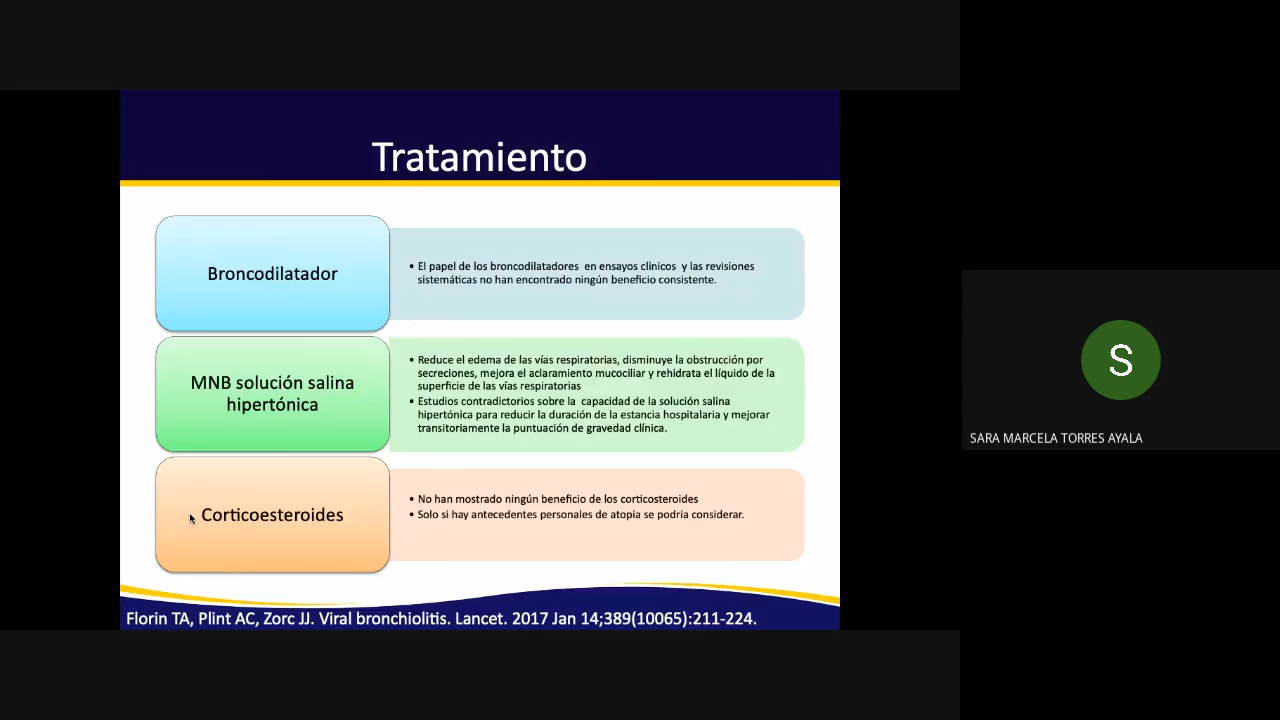 Tratamiento
Broncodilatador
• El papel de los broncodilatadores en ensayos clinicos y las revisiones
sistemáticas no han encontrado ningún beneficio consistente.
MNB solución salina
hipertónica
• Reduce el edema de las vías respiratorias, disminuye la obstrucción por
secreciones, mejora el aclaramiento mucociliar y rehidrata el líquido de la
superficie de las vías respiratorias
• Estudios contradictorios sobre la capacidad de la solución salina
hipertónica para reducir la duración de la estancia hospitalaria y mejorar
transitoriamente la puntuación de gravedad clínica.
Corticoesteroides
• No han mostrado ningún beneficio de los corticosteroides
• Solo si hay antecedentes personales de atopia se podria considerar.
Florin TA, Plint AC, Zorc JJ. Viral bronchiolitis. Lancet. 2017 Jan 14;389(10065):211-224.
S
SARA MARCELA TORRES AYALA